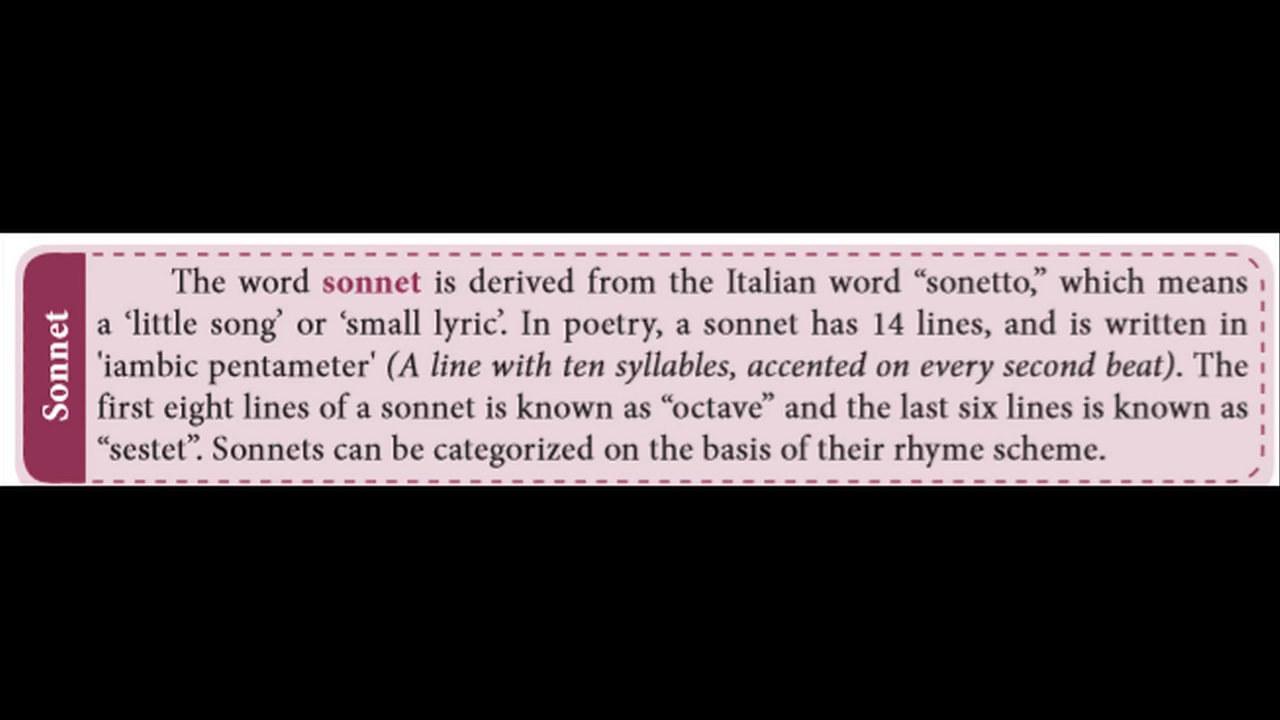 Sonnet
The word sonnet is derived from the Italian word “sonetto,” which means
a ‘little song’ or ‘small lyric’. In poetry, a sonnet has 14 lines, and is written in
'iambic pentameter' (A line with ten syllables, accented on every second beat). The
first eight lines of a sonnet is known as “octave” and the last six lines is known as
“sestet”. Sonnets can be categorized on the basis of their rhyme scheme.